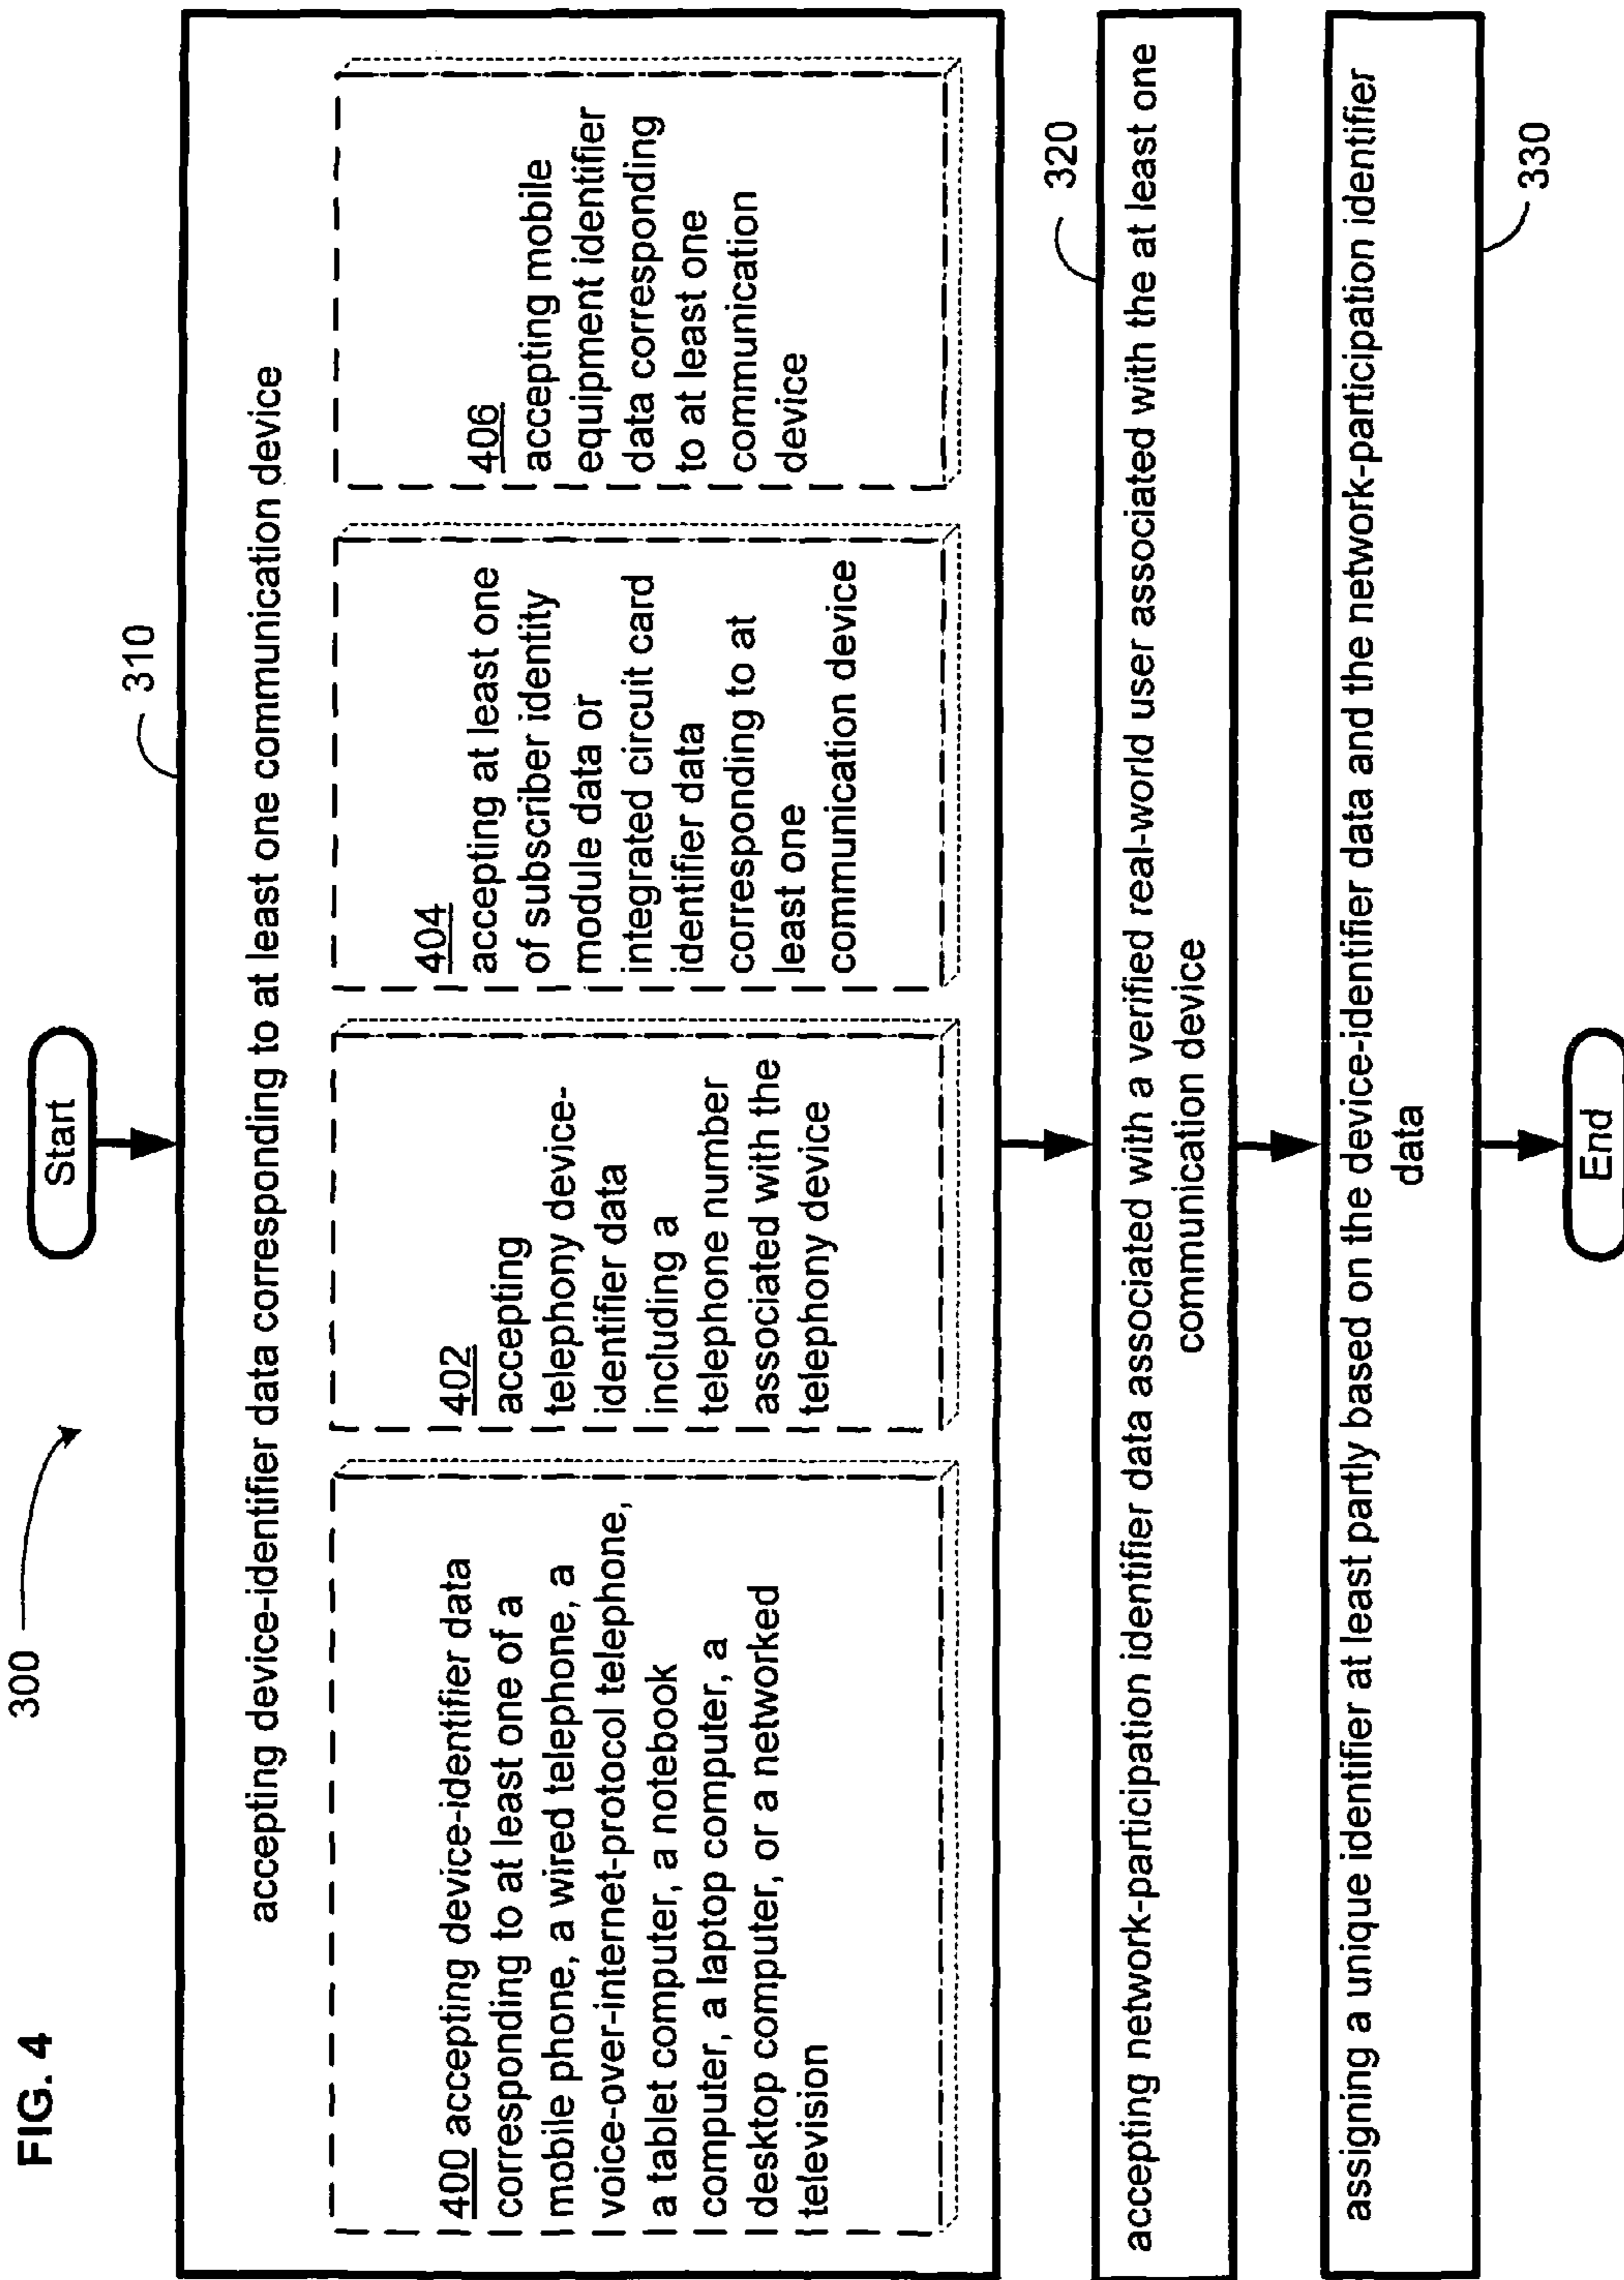 FIG. 4
300
Start
310
accepting device-identifier data corresponding to at least one communication device
400 accepting device-identifier data
corresponding to at least one of a
mobile phone, a wired telephone, a
voice-over-internet-protocol telephone,
a tablet computer, a notebook
computer, a laptop computer, a
desktop computer, or a networked
television
402
accepting
telephony device-
identifier data
including a
telephone number
associated with the
telephony device
404
accepting at least one
of subscriber identity
module data or
integrated circuit card
identifier data
corresponding to at
least one
communication device
406
accepting mobile
equipment identifier
data corresponding
to at least one
communication
device
320
accepting network-participation identifier data associated with a verified real-world user associated with the at least one
communication device
assigning a unique identifier at least partly based on the device-identifier data and the network-participation identifier
data
330
End